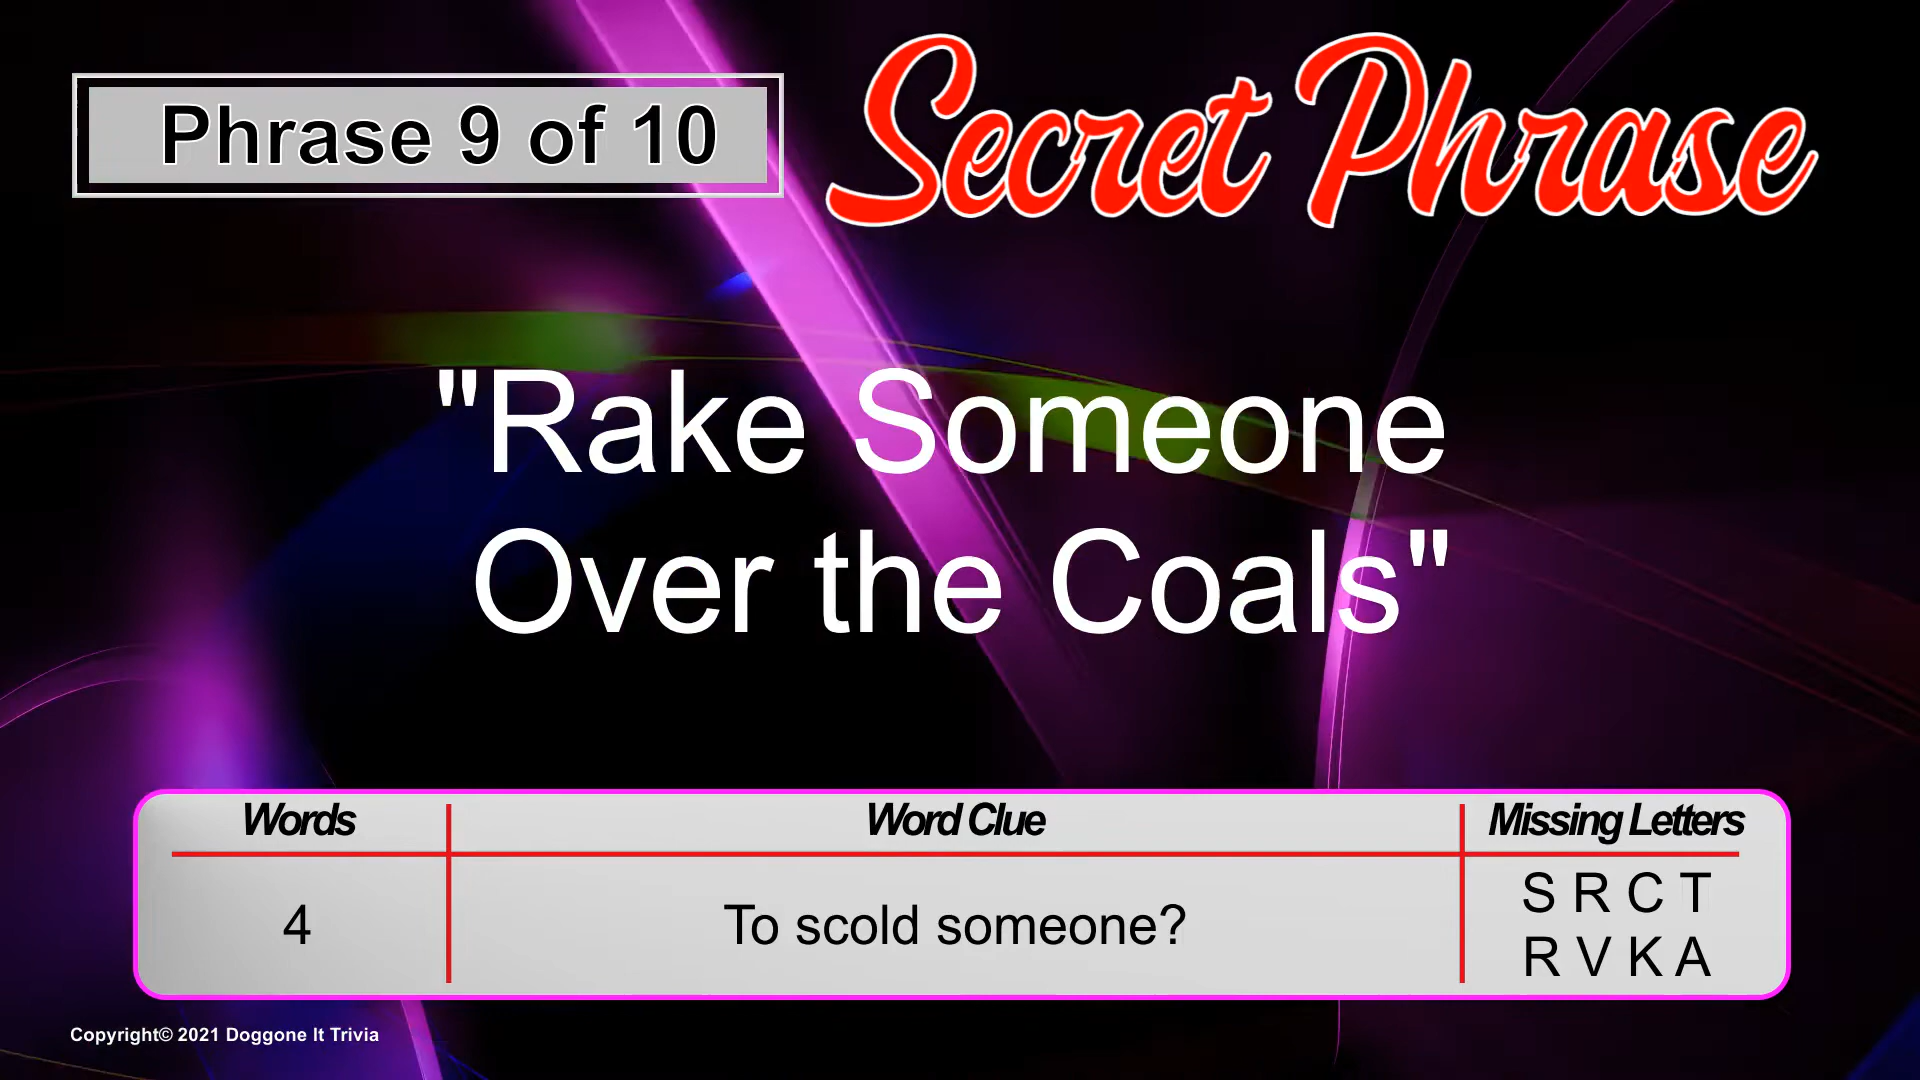 Phrase 9 of 10
Secret Phrase
"Rake Someone
Over the Coals"
Words
Word Clue
Missing Letters
4
To scold someone?
S R C T
R V K A
Copyright© 2021 Doggone It Trivia